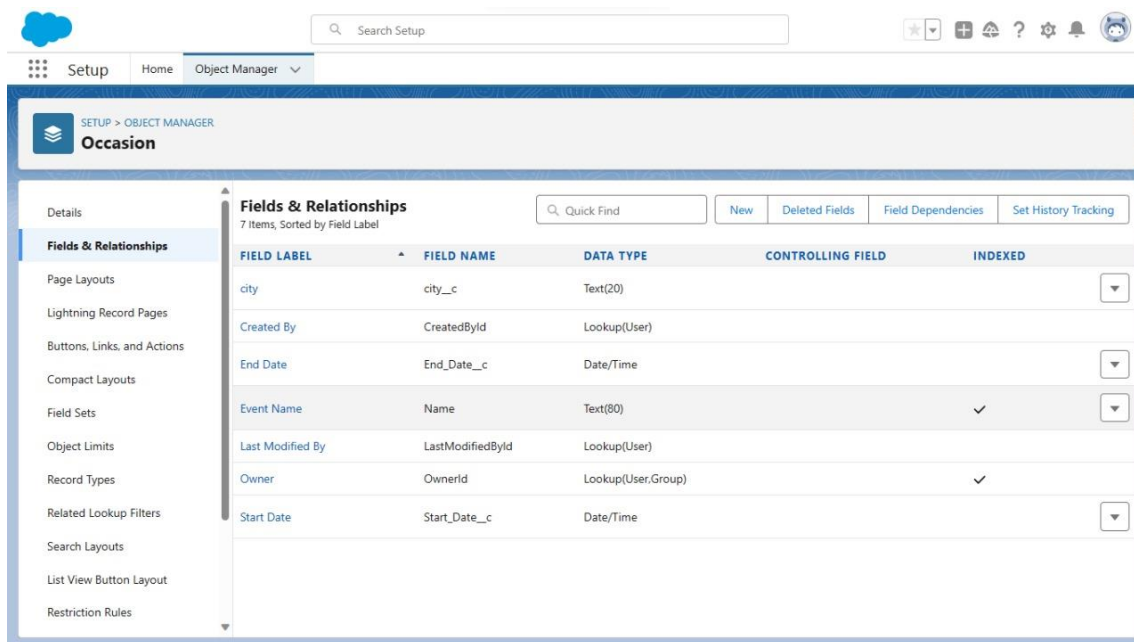 Search Setup
Setup Home Object Manager
SETUP > OBJECT MANAGER
Occasion
Details
Fields & Relationships
Page Layouts
Lightning Record Pages
Buttons, Links, and Actions
Compact Layouts
Field Sets
Object Limits
Record Types
Related Lookup Filters
Search Layouts
List View Button Layout
Restriction Rules
Fields & Relationships
7 Items, Sorted by Field Label
Quick Find New Deleted Fields Field Dependencies Set History Tracking
FIELD LABEL FIELD NAME DATA TYPE CONTROLLING FIELD INDEXED
city city__c Text(20)
Created By CreatedById Lookup(User)
End Date End_Date__c Date/Time
Event Name Name Text(80)
Last Modified By LastModifiedById Lookup(User)
Owner OwnerId Lookup(User,Group)
Start Date Start_Date__c Date/Time